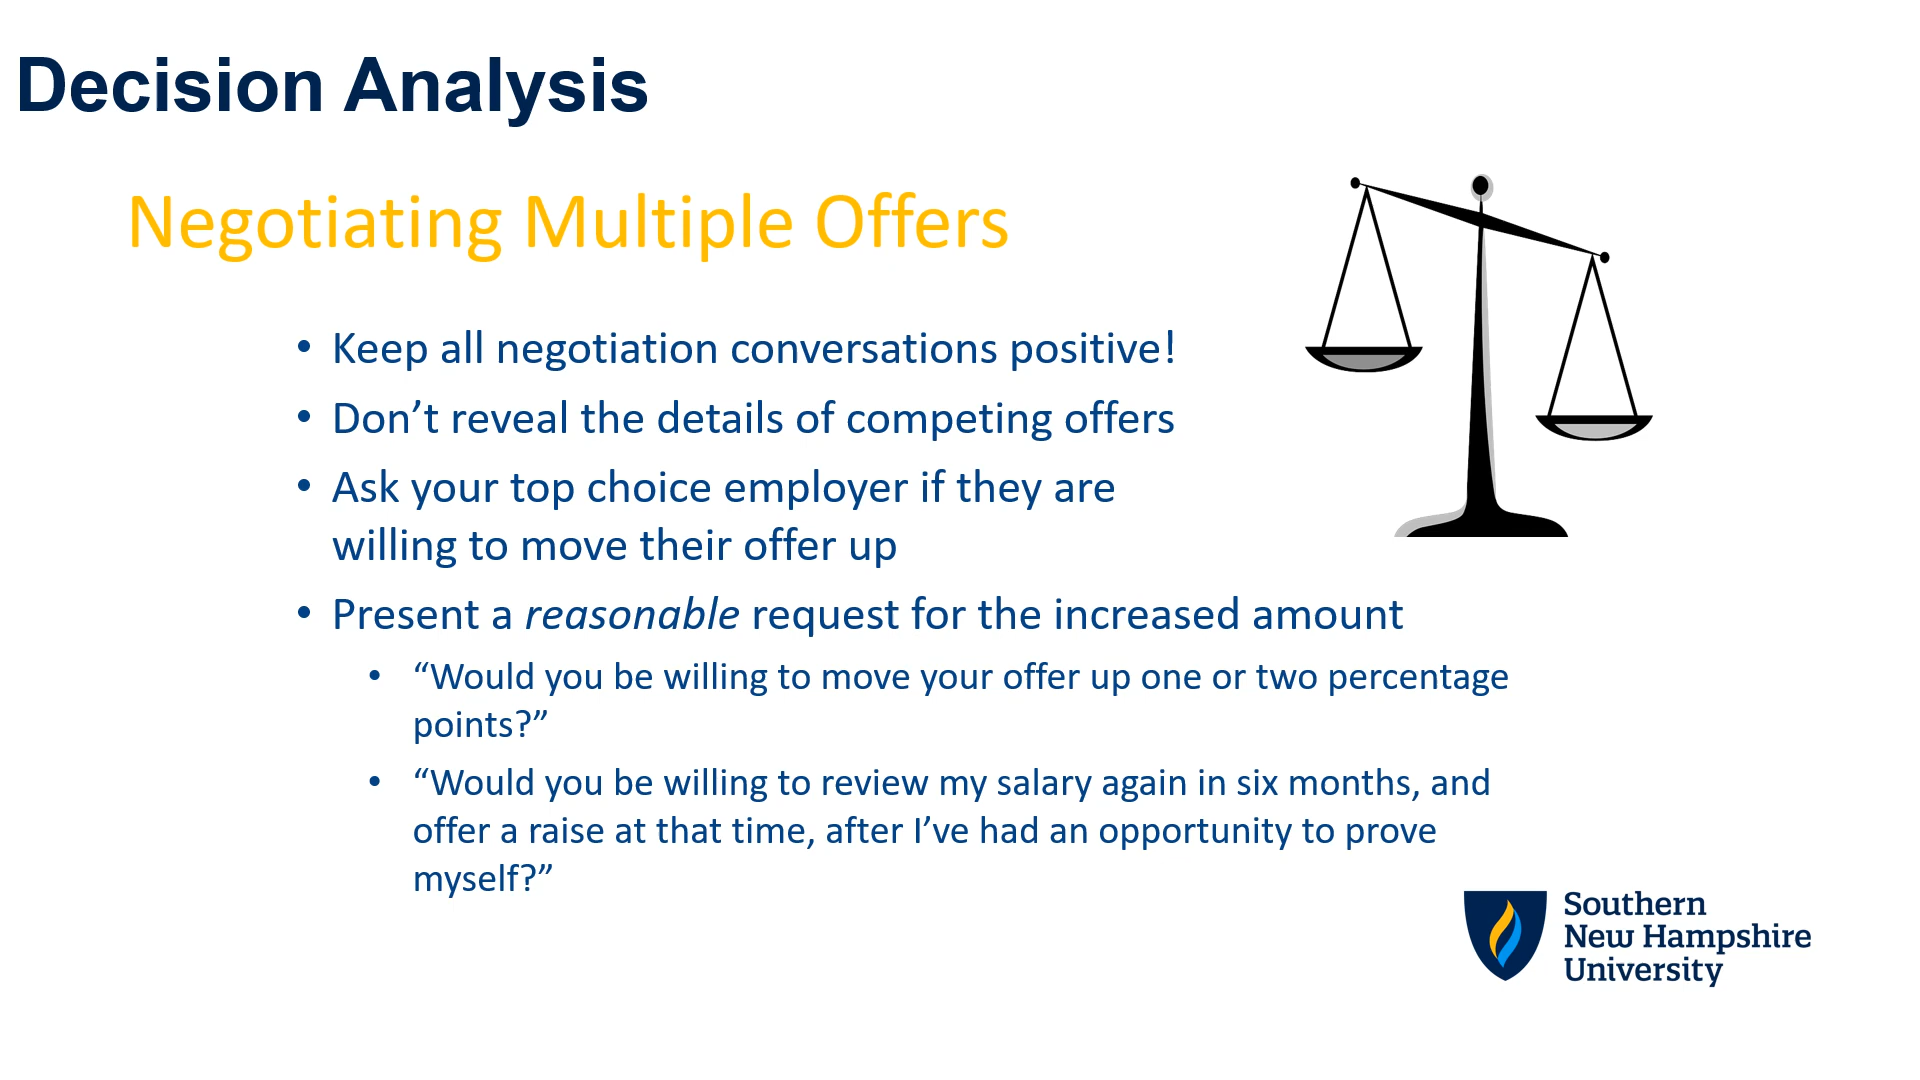 Decision Analysis
Negotiating Multiple Offers
• Keep all negotiation conversations positive!
• Don’t reveal the details of competing offers
• Ask your top choice employer if they are
willing to move their offer up
• Present a reasonable request for the increased amount
• “Would you be willing to move your offer up one or two percentage
points?”
• “Would you be willing to review my salary again in six months, and
offer a raise at that time, after I’ve had an opportunity to prove
myself?”
Southern
New Hampshire
University